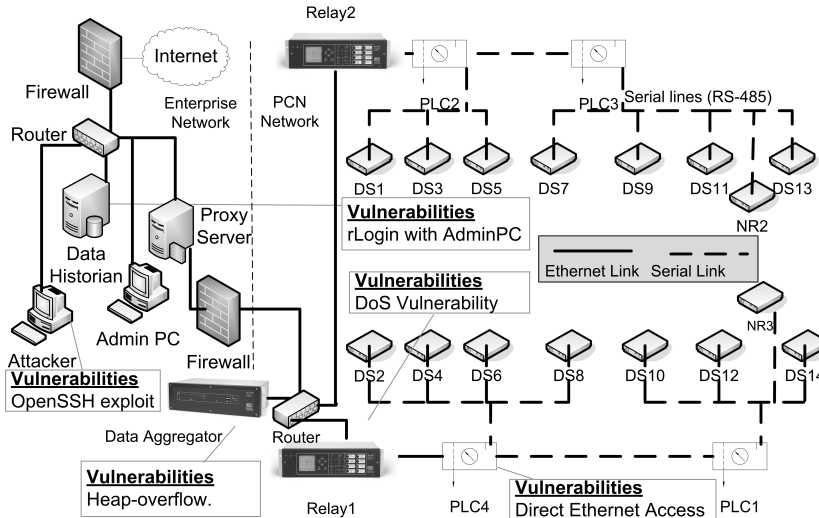 Relay2
Internet
Firewall
Enterprise
Network
PCN
Network
PLC2
PLC3
Serial lines (RS-485)
Router
DS1
DS3
DS5
DS7
DS9
DS11
DS13
NR2
Data
Historian
Proxy
Server
Vulnerabilities
rLogin with AdminPC
Ethernet Link
Serial Link
Vulnerabilities
DoS Vulnerability
NR3
Attacker
Admin PC
Firewall
DS2
DS4
DS6
DS8
DS10
DS12
DS14
Vulnerabilities
OpenSSH exploit
Data Aggregator
Router
Vulnerabilities
Heap-overflow.
Relay1
PLC4
Vulnerabilities
Direct Ethernet Access
PLC1